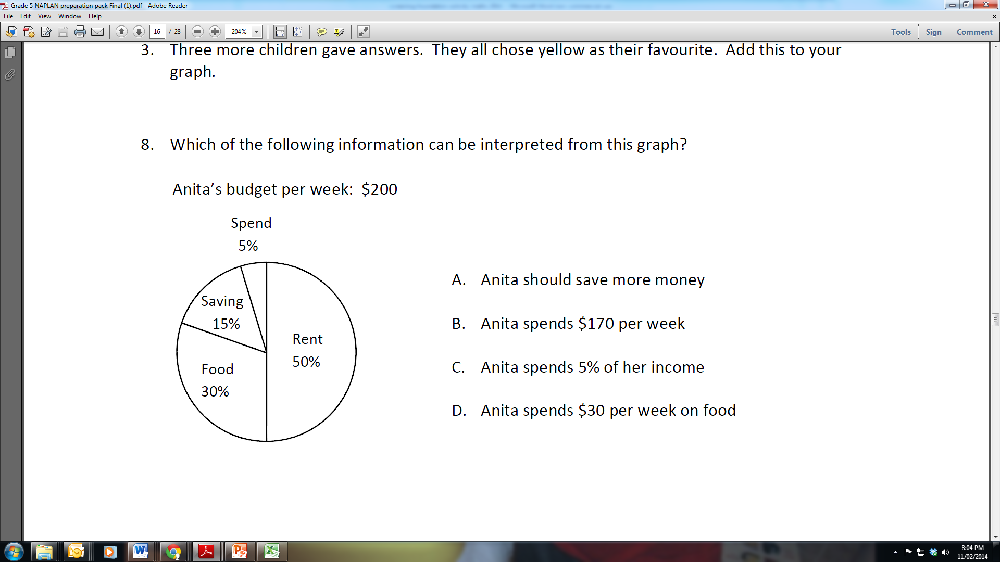 Grade 5 NAPLAN preparation pack Final (1).pdf - Adobe Reader
File Edit View Window Help
16 / 28 204% Tools Sign Comment
3. Three more children gave answers. They all chose yellow as their favourite. Add this to your
graph.
8. Which of the following information can be interpreted from this graph?
Anita’s budget per week: $200
Spend
5%
Saving
15%
Rent
50%
Food
30%
A. Anita should save more money
B. Anita spends $170 per week
C. Anita spends 5% of her income
D. Anita spends $30 per week on food
8:04 PM
11/02/2014